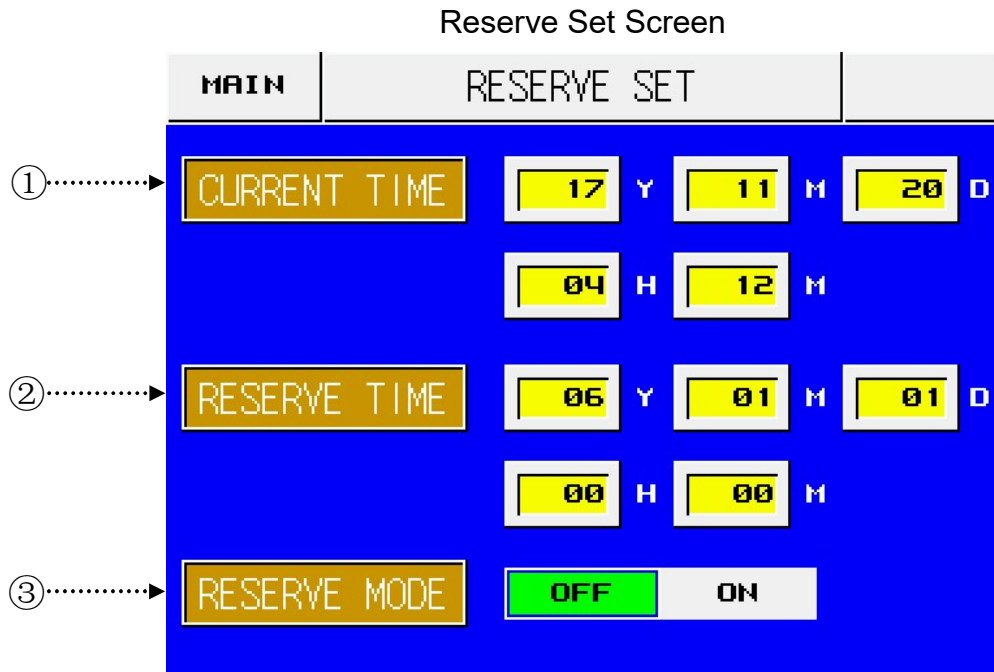 Reserve Set Screen
MAIN RESERVE SET
① CURRENT TIME 17 Y 11 M 20 D
04 H 12 M
② RESERVE TIME 06 Y 01 M 01 D
00 H 00 M
③ RESERVE MODE OFF ON